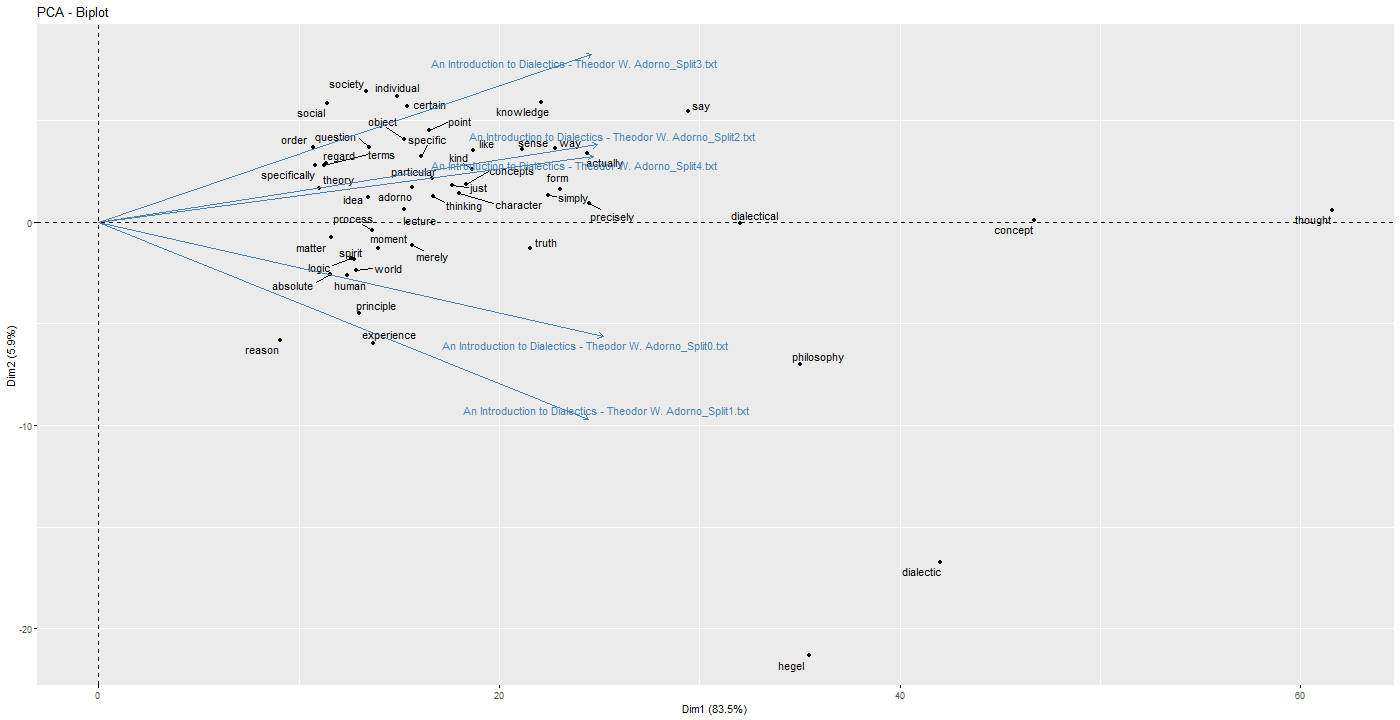 PCA - Biplot
An Introduction to Dialectics - Theodor W. Adorno_Split3.txt
society
individual
social
certain
knowledge
say
object
point
order
question
specific
An Introduction to Dialectics - Theodor W. Adorno_Split2.txt
like
sense
way
regard
terms
kind
actually
An Introduction to Dialectics - Theodor W. Adorno_Split4.txt
specifically
theory
particular
concepts
form
just
idea
adorno
thinking
character
simply
precisely
process
lecture
dialectical
concept
thought
0
matter
moment
merely
truth
spirit
logic
world
absolute
human
principle
experience
reason
An Introduction to Dialectics - Theodor W. Adorno_Split0.txt
philosophy
Dim2 (5.9%)
An Introduction to Dialectics - Theodor W. Adorno_Split1.txt
-10
dialectic
-20
hegel
0
20
40
60
Dim1 (83.5%)